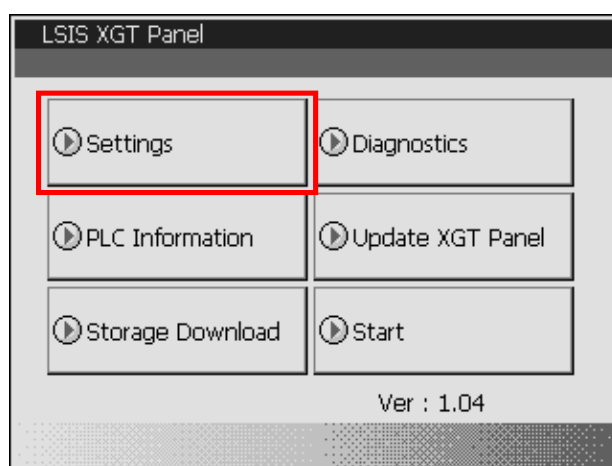 LSIS XGT Panel
Settings
Diagnostics
PLC Information
Update XGT Panel
Storage Download
Start
Ver : 1.04